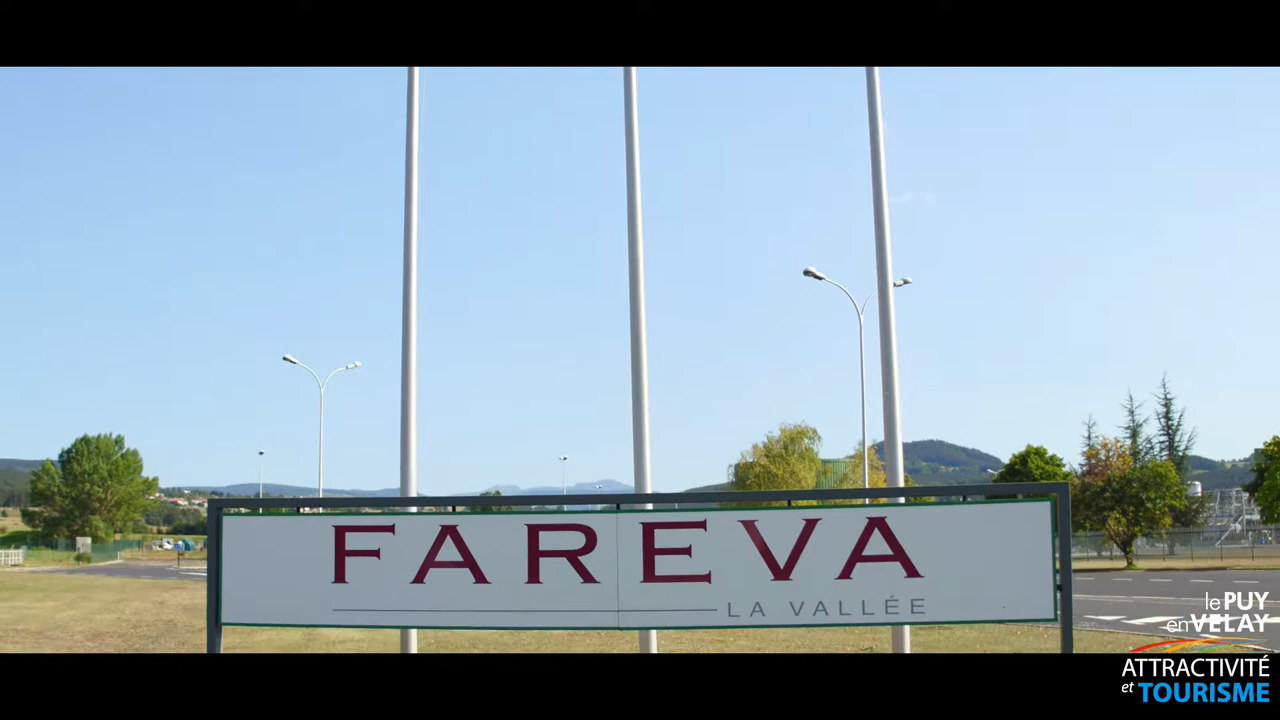 FAREVA
LA VALLÉE
le PUY
en VELAY
ATTRACTIVITÉ
et TOURISME